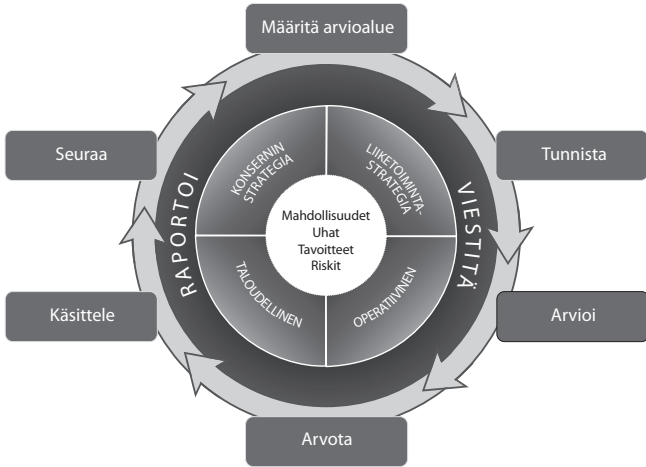 Määritä arvioalue
Seuraa
Tunnista
RAPORTOI
KONSERNIN
STRATEGIA
LIIKETOIMINTA-
STRATEGIA
VIESTITÄ
Mahdollisuudet
Uhat
Tavoitteet
Riskit
TALOUDELLINEN
OPERATIIVINEN
Käsittele
Arvioi
Arvota